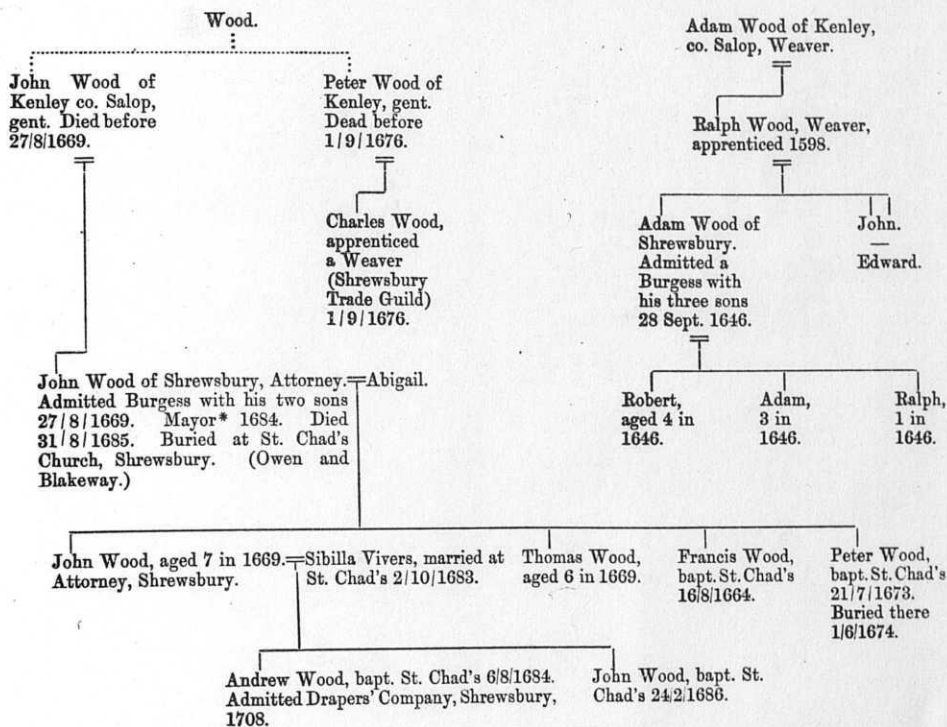 Wood.
Adam Wood of Kenley,
co. Salop, Weaver.
John Wood of
Kenley co. Salop,
gent. Died before
27/8/1669.
Peter Wood of
Kenley, gent.
Dead before
1/9/1676.
Ralph Wood, Weaver,
apprenticed 1598.
Charles Wood,
apprenticed
a Weaver
(Shrewsbury
Trade Guild)
1/9/1676.
Adam Wood of
Shrewsbury.
Admitted a
Burgess with
his three sons
28 Sept. 1646.
John.
—
Edward.
John Wood of Shrewsbury, Attorney.
Admitted Burgess with his two sons
27/8/1669. Mayor* 1684. Died
31/8/1685. Buried at St. Chad's
Church, Shrewsbury. (Owen and
Blakeway.)
Abigail.
Robert,
aged 4 in
1646.
Adam,
3 in
1646.
Ralph,
1 in
1646.
John Wood, aged 7 in 1669.
Attorney, Shrewsbury.
Sibilla Vivers, married at
St. Chad's 2/10/1683.
Thomas Wood,
aged 6 in 1669.
Francis Wood,
bapt. St. Chad's
16/8/1664.
Peter Wood,
bapt. St. Chad's
21/7/1673.
Buried there
1/6/1674.
Andrew Wood, bapt. St. Chad's 6/8/1684.
Admitted Drapers' Company, Shrewsbury,
1708.
John Wood, bapt. St.
Chad's 24/2/1686.